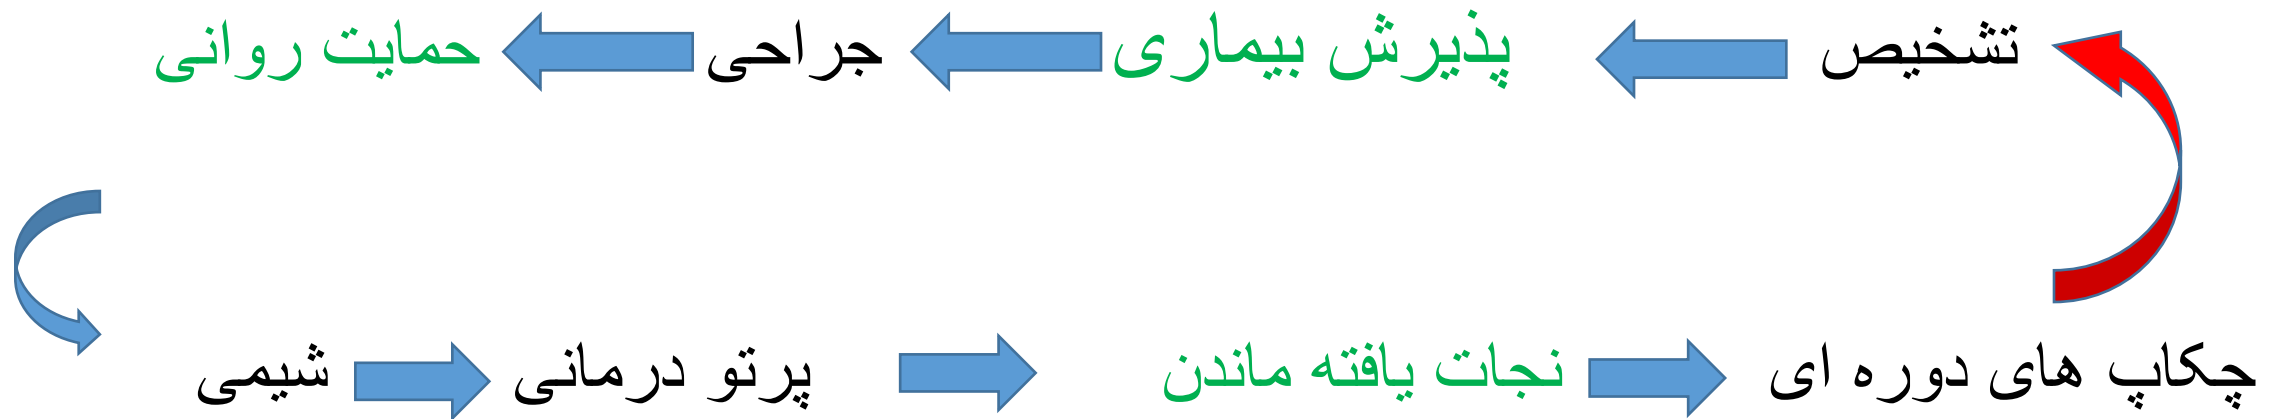 تشخیص
پذیرش بیماری
جراحی
حمایت روانی
شیمی
پرتو درمانی
نجات یافته ماندن
چکاپ های دوره ای